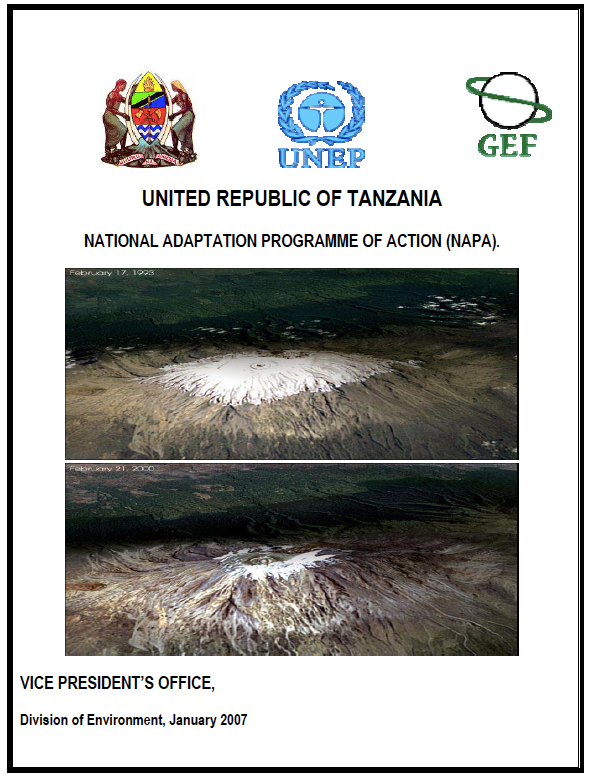 UNEP
GEF
UNITED REPUBLIC OF TANZANIA
NATIONAL ADAPTATION PROGRAMME OF ACTION (NAPA).
February 17, 1993
February 21, 2000
VICE PRESIDENT’S OFFICE,
Division of Environment, January 2007